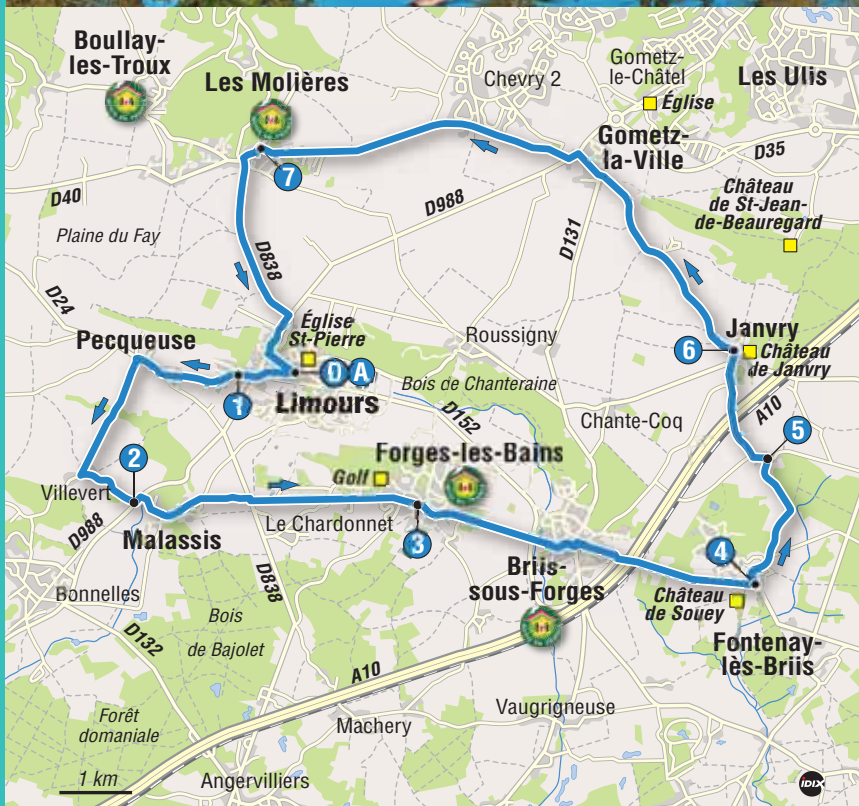 Boullay-
les-Troux
Les Molières
Chevry 2
Gometz-
le-Châtel
Église
Les Ulis
Gometz-
la-Ville
D35
7
D40
D988
Château
de St-Jean-
de-Beauregard
Plaine du Fay
D838
D131
D24
Église
St-Pierre
Pecqueuse
Roussigny
6
Janvry
Château
de Janvry
1
D
A
Bois de Chanteraine
Limours
D152
Chante-Coq
A10
5
2
Forges-les-Bains
Golf
Villevert
D988
Malassis
Le Chardonnet
3
4
Briis-
sous-Forges
Château
de Souey
Bonnelles
D838
Bois
de Bajolet
Fontenay-
lès-Briis
D132
A10
Forêt
domaniale
Machery
Vaugrigneuse
1 km
Angervilliers
iDIX